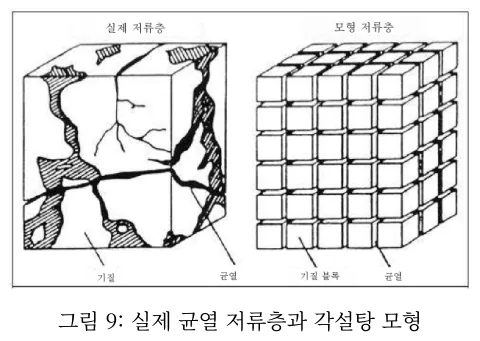 실제 저류층
모형 저류층
기질
균열
기질 블록
균열
그림 9: 실제 균열 저류층과 각설탕 모형